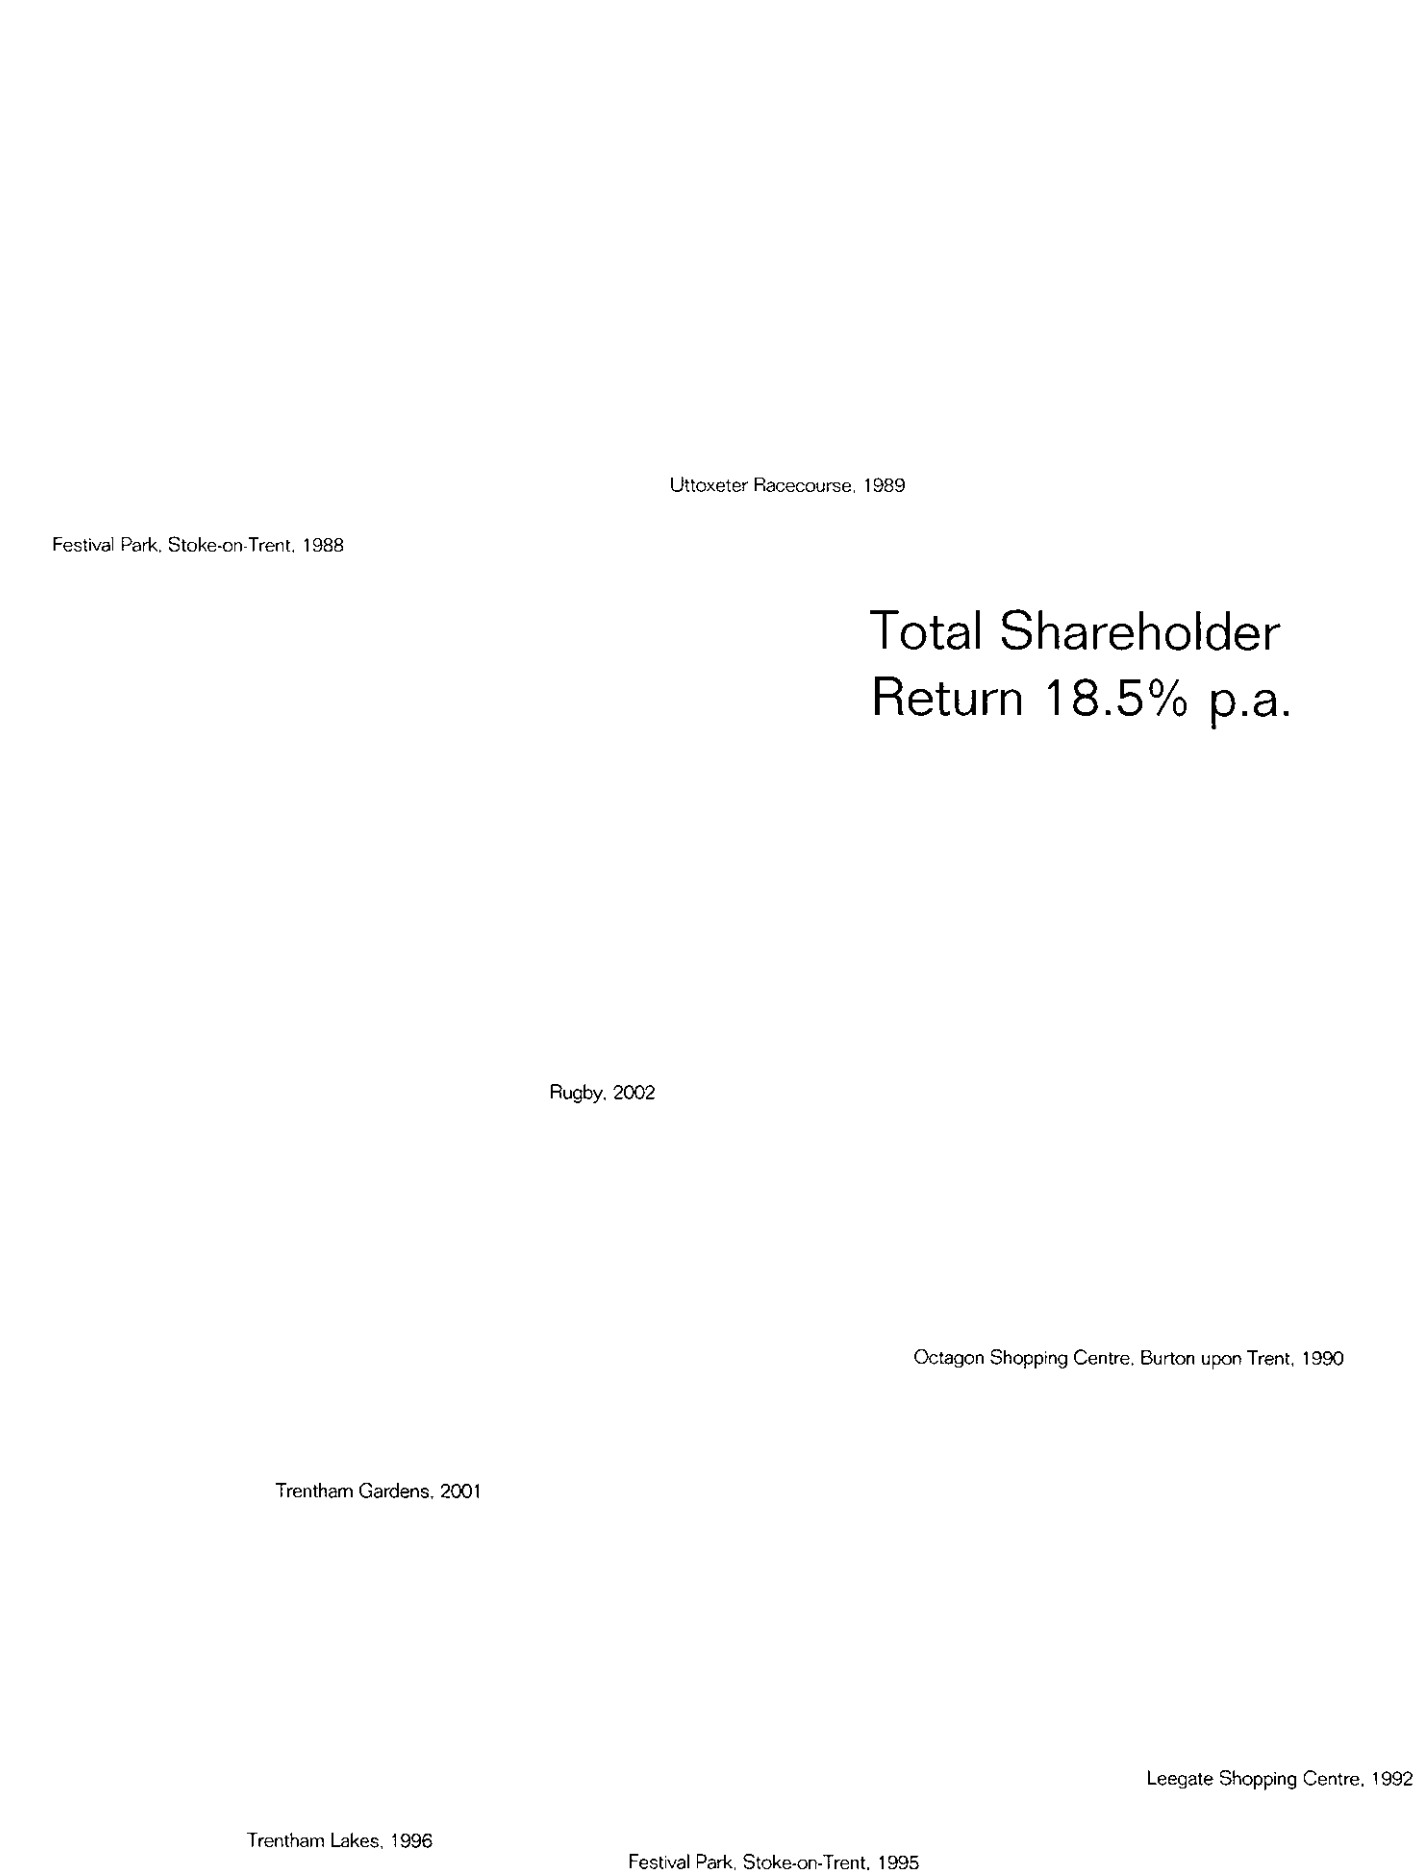 Uttoxeter Racecourse, 1989
Festival Park, Stoke-on-Trent, 1988
Total Shareholder
Return 18.5% p.a.
Rugby, 2002
Octagon Shopping Centre, Burton upon Trent, 1990
Trentham Gardens, 2001
Leegate Shopping Centre, 1992
Trentham Lakes, 1996
Festival Park, Stoke-on-Trent, 1995